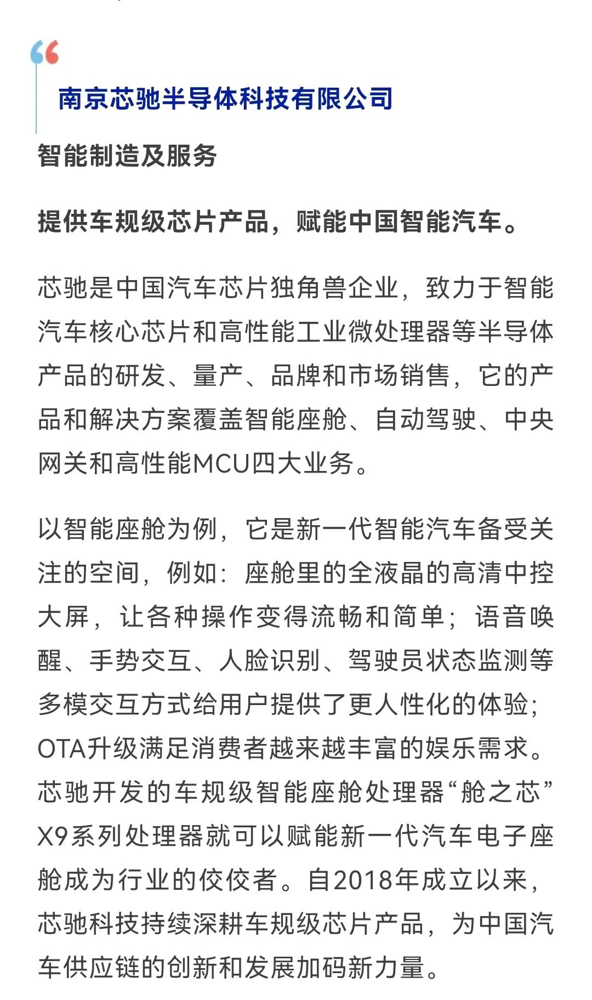 南京芯驰半导体科技有限公司
智能制造及服务
提供车规级芯片产品，赋能中国智能汽车。
芯驰是中国汽车芯片独角兽企业，致力于智能
汽车核心芯片和高性能工业微处理器等半导体
产品的研发、量产、品牌和市场销售，它的产
品和解决方案覆盖智能座舱、自动驾驶、中央
网关和高性能MCU四大业务。
以智能座舱为例，它是新一代智能汽车备受关
注的空间，例如：座舱里的全液晶的高清中控
大屏，让各种操作变得流畅和简单；语音唤
醒、手势交互、人脸识别、驾驶员状态监测等
多模交互方式给用户提供了更人性化的体验；
OTA升级满足消费者越来越丰富的娱乐需求。
芯驰开发的车规级智能座舱处理器“舱之芯”
X9系列处理器就可以赋能新一代汽车电子座
舱成为行业的佼佼者。自2018年成立以来，
芯驰科技持续深耕车规级芯片产品，为中国汽
车供应链的创新和发展加码新力量。